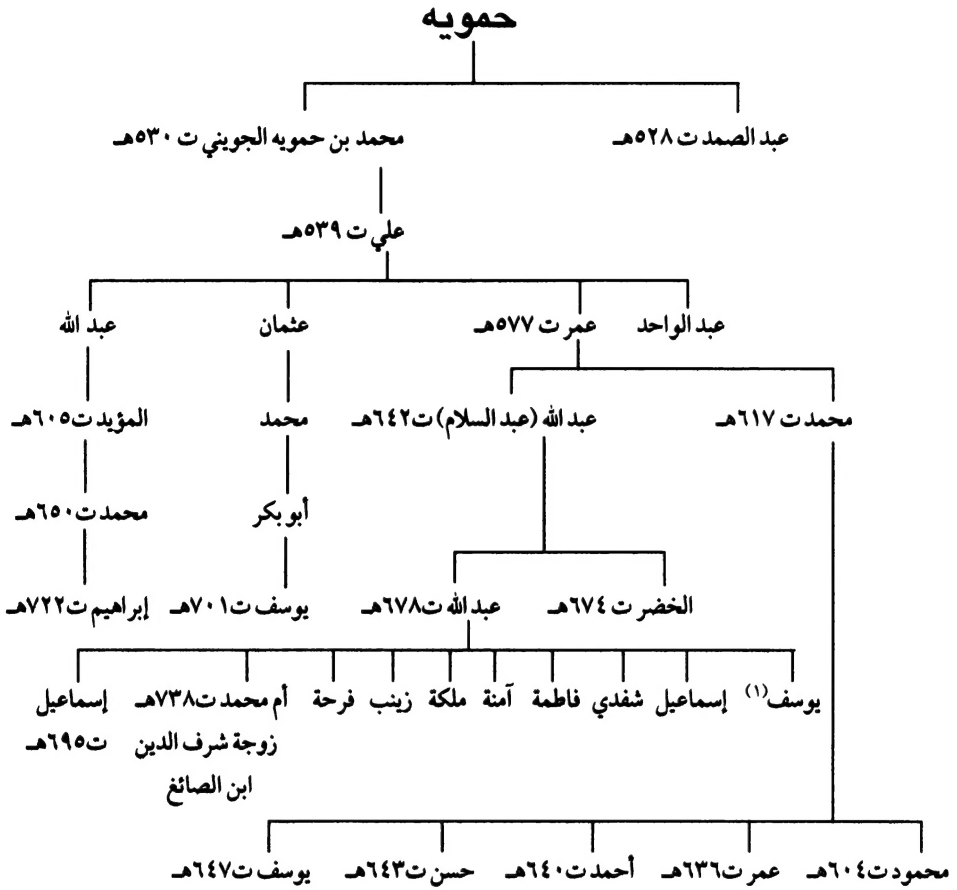 حمويه
عبد الصمد ت ٥٢٨هـ محمد بن حمويه الجويني ت ٥٣٠هـ
علي ت ٥٣٩هـ
عبد الواحد عمر ت ٥٧٧هـ عثمان عبد الله
محمد ت ٦١٧هـ عبد الله (عبد السلام) ت ٦٤٢هـ محمد المؤيد ت ٦٠٥هـ
أبو بكر محمد ت ٦٥٠هـ
الخضر ت ٦٧٤هـ عبد الله ت ٦٧٨هـ يوسف ت ٧٠١هـ إبراهيم ت ٧٢٢هـ
يوسف (١) إسماعيل شفدي فاطمة آمنة ملكة زينب فرحة أم محمد ت ٧٣٨هـ إسماعيل
زوجة شرف الدين ت ٦٩٥هـ
ابن الصائغ
محمود ت ٦٠٤هـ عمر ت ٦٣٦هـ أحمد ت ٦٤٠هـ حسن ت ٦٤٣هـ يوسف ت ٦٤٧هـ